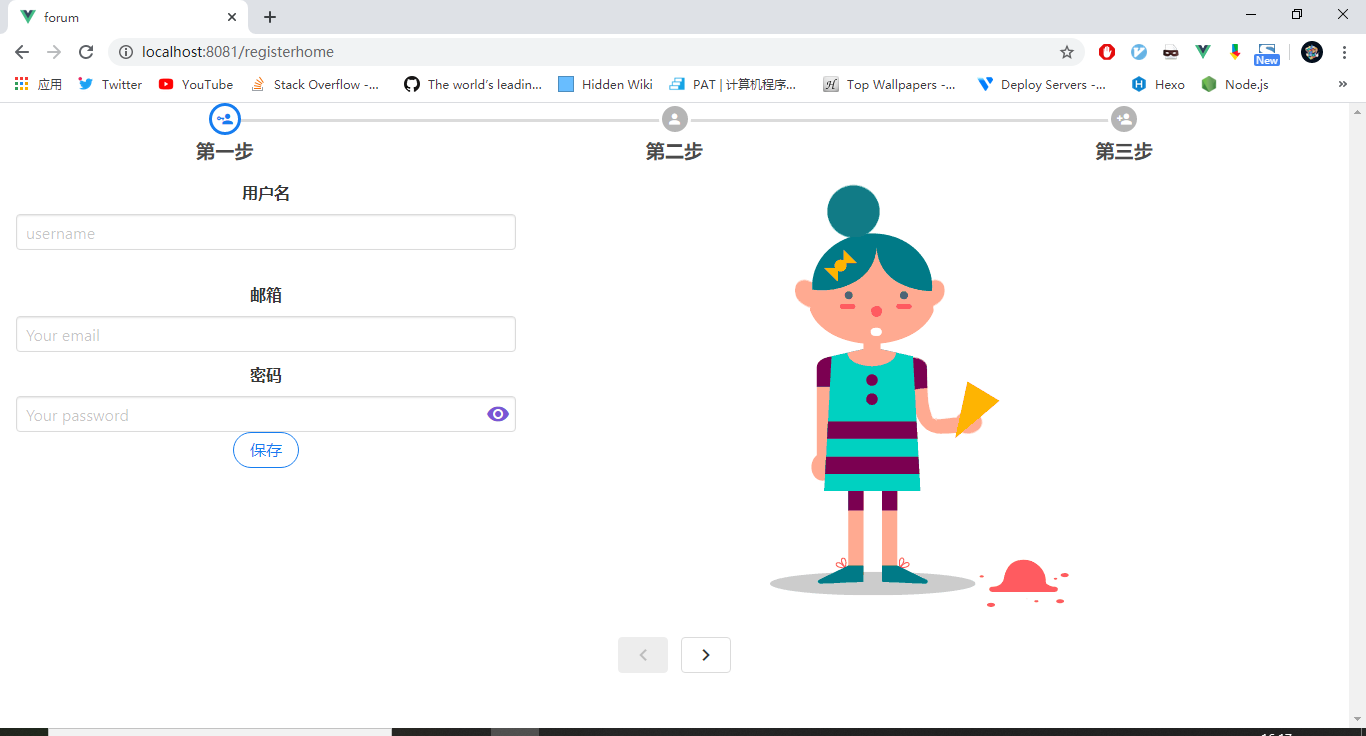 forum
localhost:8081/registerhome
New
应用 Twitter YouTube Stack Overflow -... The world's leadin... Hidden Wiki PAT | 计算机程序... Top Wallpapers -... Deploy Servers -... Hexo Node.js »
第一步 第二步 第三步
用户名
username
邮箱
Your email
密码
Your password
保存